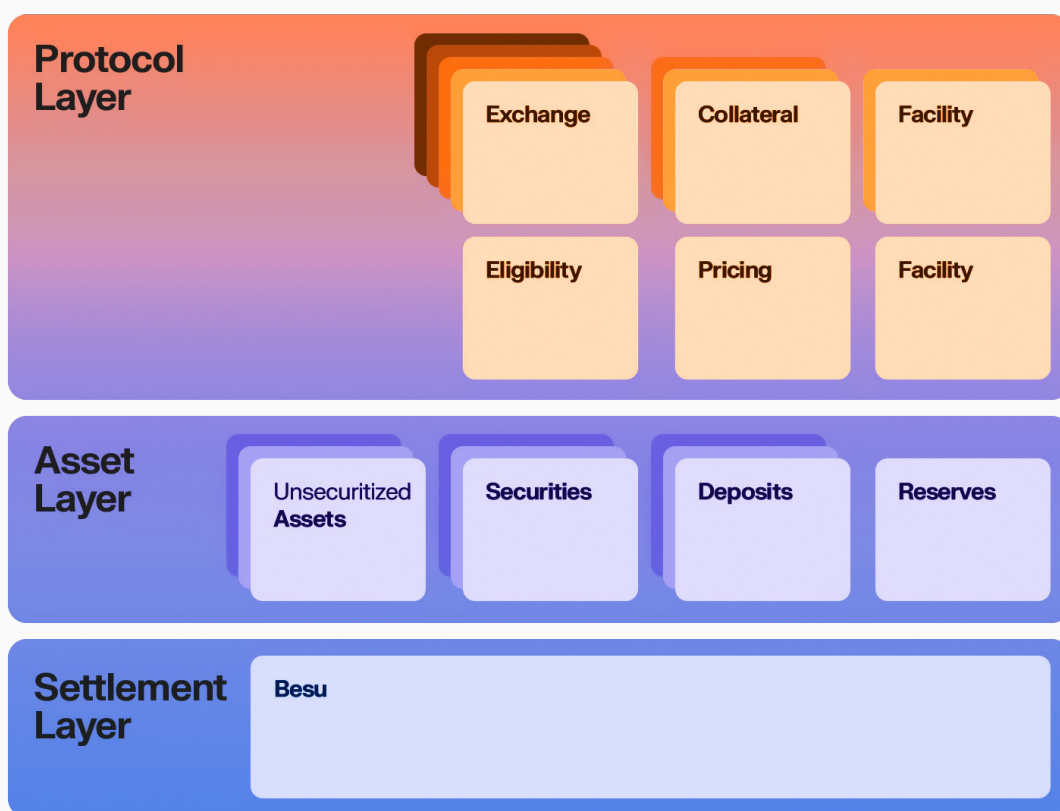 Protocol
Layer
Exchange
Collateral
Facility
Eligibility
Pricing
Facility
Asset
Layer
Unsecuritized
Assets
Securities
Deposits
Reserves
Settlement
Layer
Besu